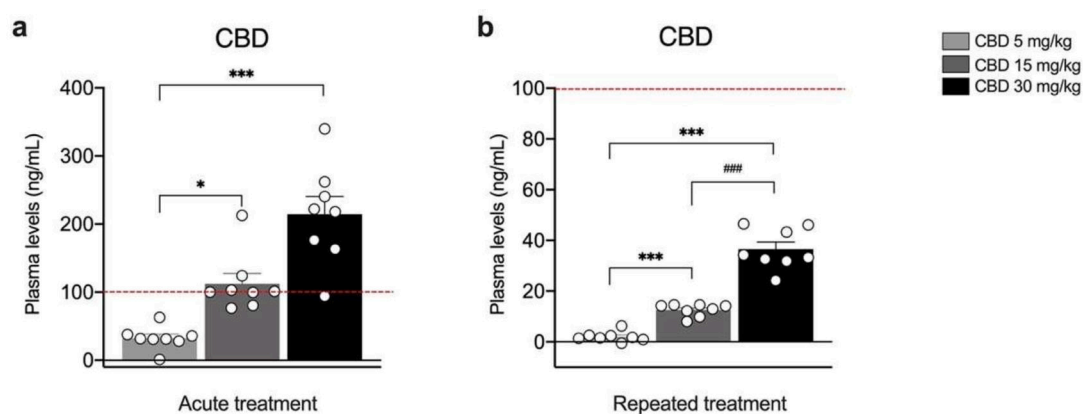 a
CBD
400
300
200
100
0
Plasma levels (ng/mL)
***
*
Acute treatment
b
CBD
100
80
60
40
20
0
Plasma levels (ng/mL)
***
###
***
Repeated treatment
CBD 5 mg/kg
CBD 15 mg/kg
CBD 30 mg/kg